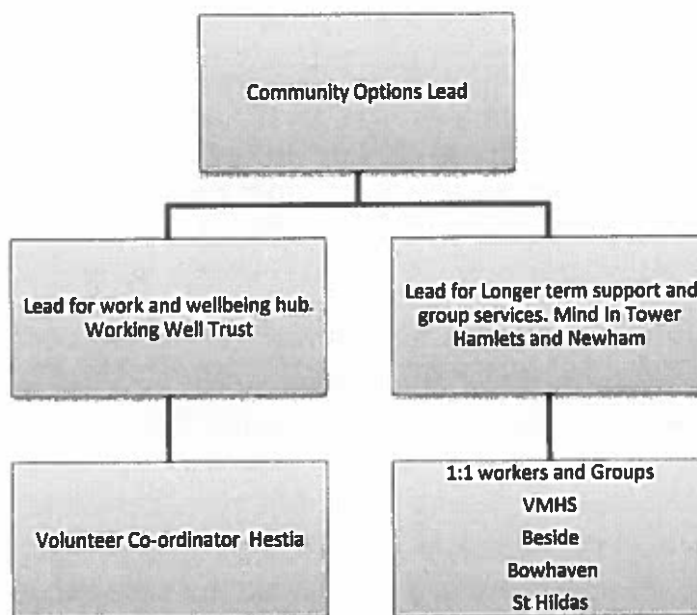 Community Options Lead
Lead for work and wellbeing hub.
Working Well Trust
Lead for Longer term support and
group services. Mind In Tower
Hamlets and Newham
Volunteer Co-ordinator Hestia
1:1 workers and Groups
VMHS
Beside
Bowhaven
St Hildas